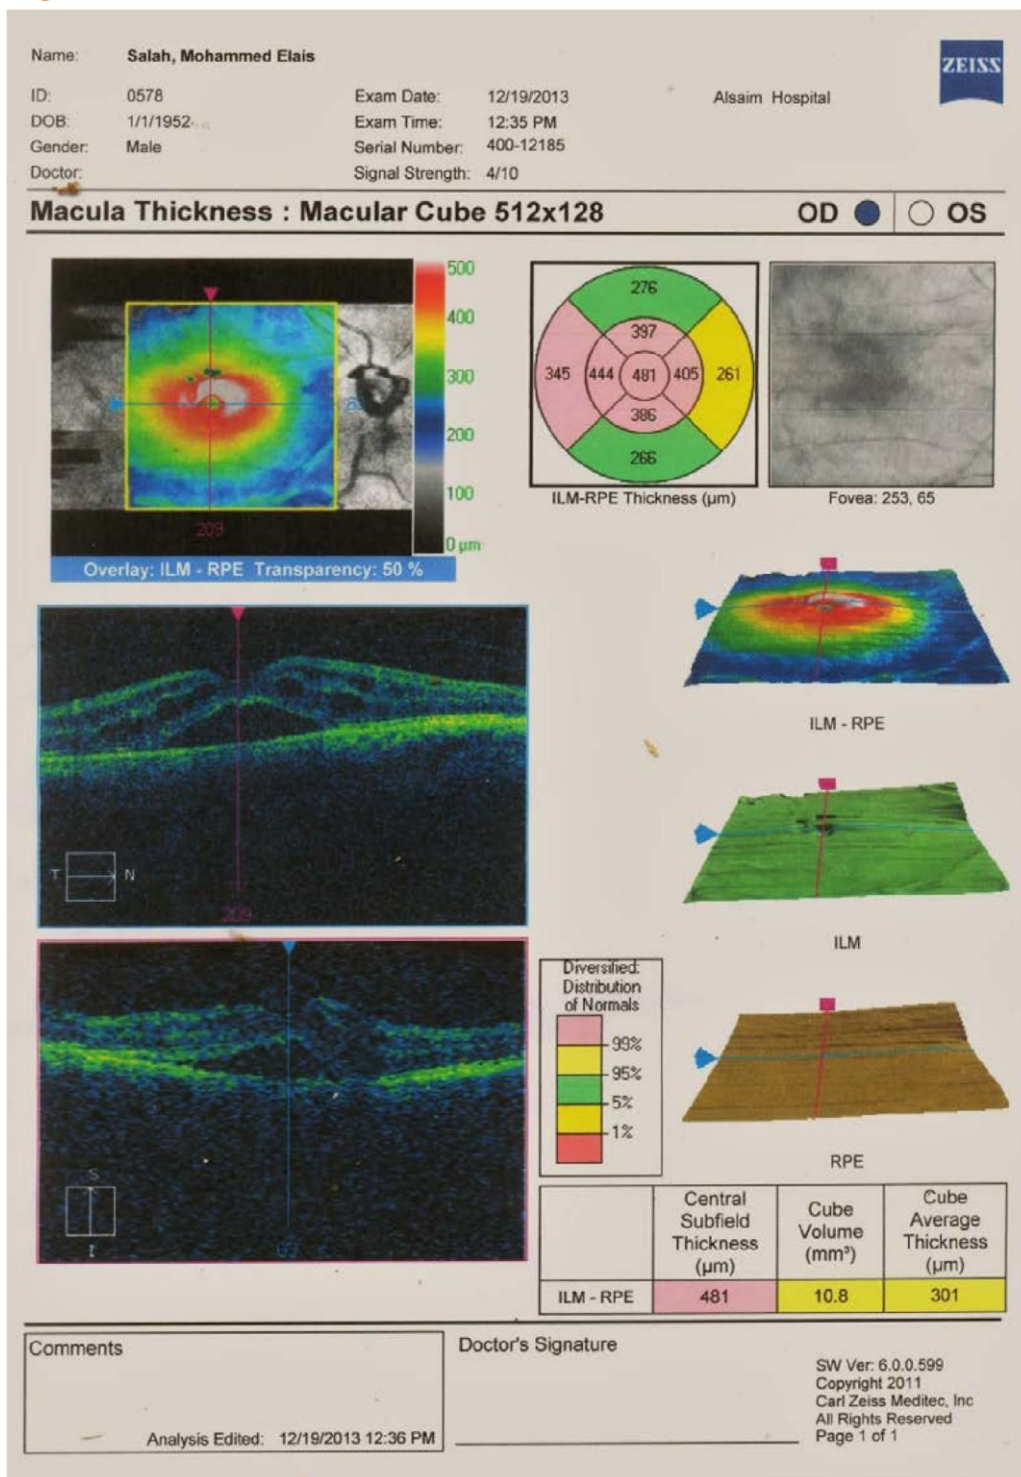 Name: Salah, Mohammed Elais
ZEISS
ID: 0578 Exam Date: 12/19/2013 Alsaim Hospital
DOB: 1/1/1952 Exam Time: 12:35 PM
Gender: Male Serial Number: 400-12185
Doctor: Signal Strength: 4/10
Macula Thickness : Macular Cube 512x128 OD OS
500
400
300
200
100
0 µm
209
Overlay: ILM - RPE Transparency: 50 %
276
397
345 444 481 405 261
386
266
ILM-RPE Thickness (µm)
Fovea: 253, 65
ILM - RPE
T N
209
ILM
S
I
Diversified:
Distribution
of Normals
99%
95%
5%
1%
RPE
Central Subfield Thickness (µm)
Cube Volume (mm³)
Cube Average Thickness (µm)
ILM - RPE 481 10.8 301
Comments
Analysis Edited: 12/19/2013 12:36 PM
Doctor's Signature
SW Ver: 6.0.0.599
Copyright 2011
Carl Zeiss Meditec, Inc
All Rights Reserved
Page 1 of 1